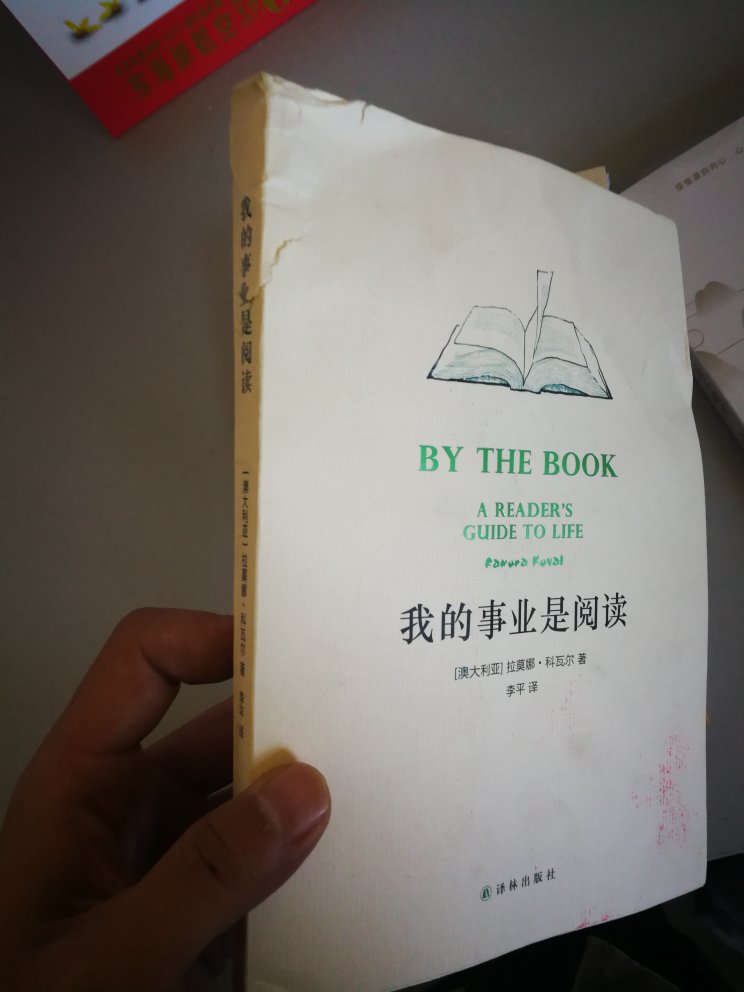 BY THE BOOK
A READER'S
GUIDE TO LIFE
Ramona Koval
我的事业是阅读
[澳大利亚] 拉莫娜·科瓦尔 著
李平 译
译林出版社
我的事业是阅读
[澳大利亚] 拉莫娜·科瓦尔 著
李平 译